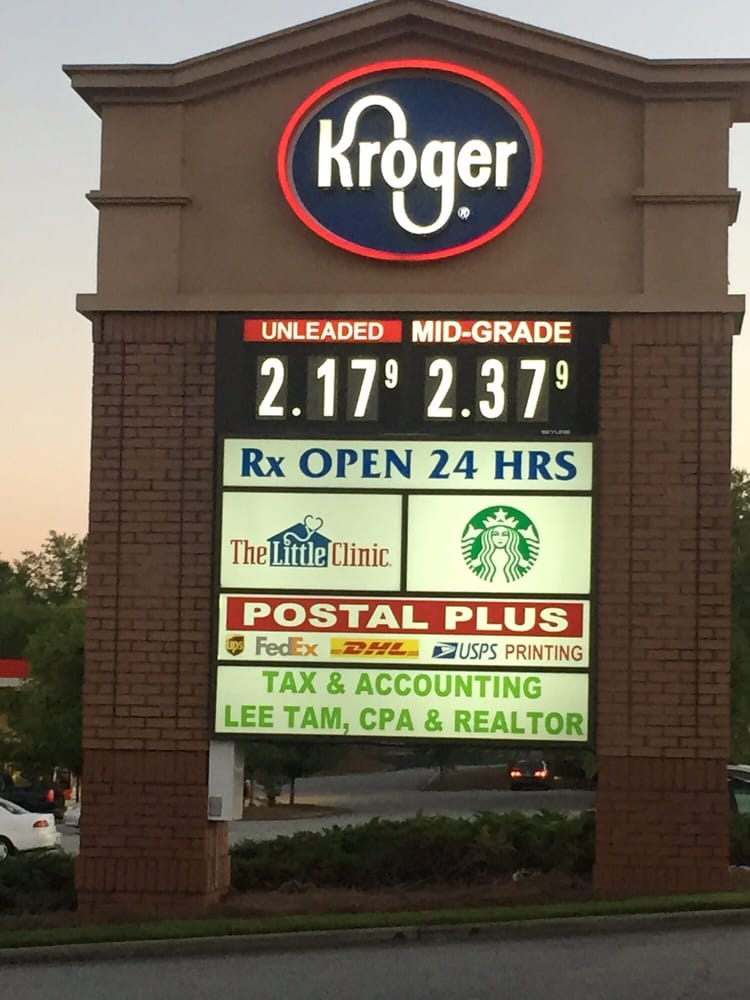 Kroger
®
UNLEADED MID-GRADE
2.17 9 2.37 9
SKYLINE
Rx OPEN 24 HRS
The Little Clinic
POSTAL PLUS
ups FedEx DHL USPS PRINTING
TAX & ACCOUNTING
LEE TAM, CPA & REALTOR